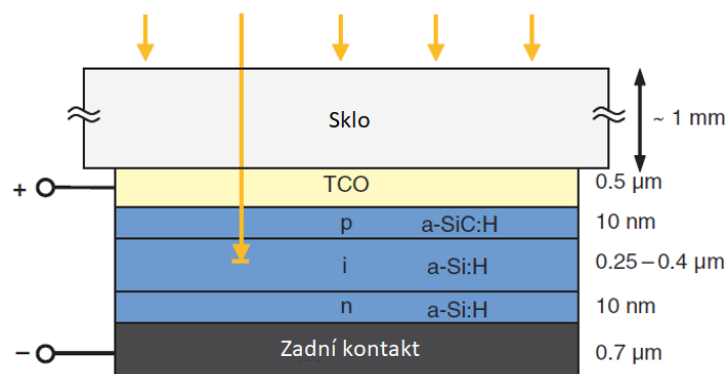 Sklo
~ 1 mm
+ TCO 0.5 µm
p a-SiC:H 10 nm
i a-Si:H 0.25–0.4 µm
n a-Si:H 10 nm
– Zadní kontakt 0.7 µm